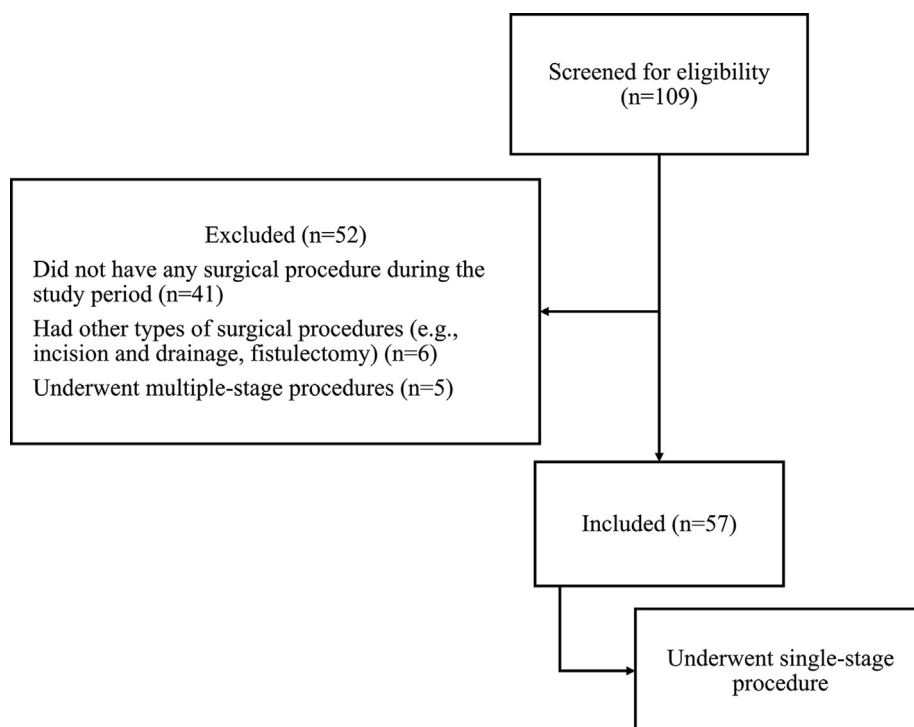 Screened for eligibility
(n=109)
Excluded (n=52)
Did not have any surgical procedure during the
study period (n=41)
Had other types of surgical procedures (e.g.,
incision and drainage, fistulectomy) (n=6)
Underwent multiple-stage procedures (n=5)
Included (n=57)
Underwent single-stage
procedure